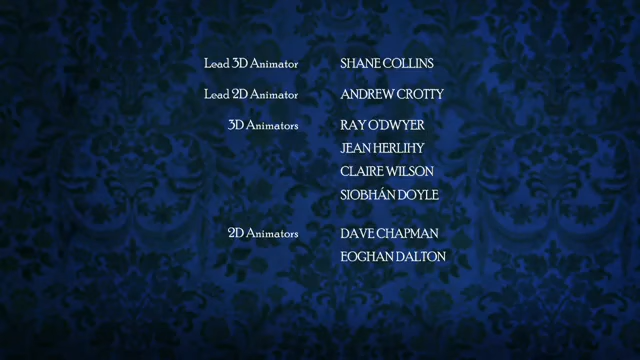 Lead 3D Animator SHANE COLLINS
Lead 2D Animator ANDREW CROTTY
3D Animators RAY O'DWYER
JEAN HERLIHY
CLAIRE WILSON
SIOBHÁN DOYLE
2D Animators DAVE CHAPMAN
EOGHAN DALTON